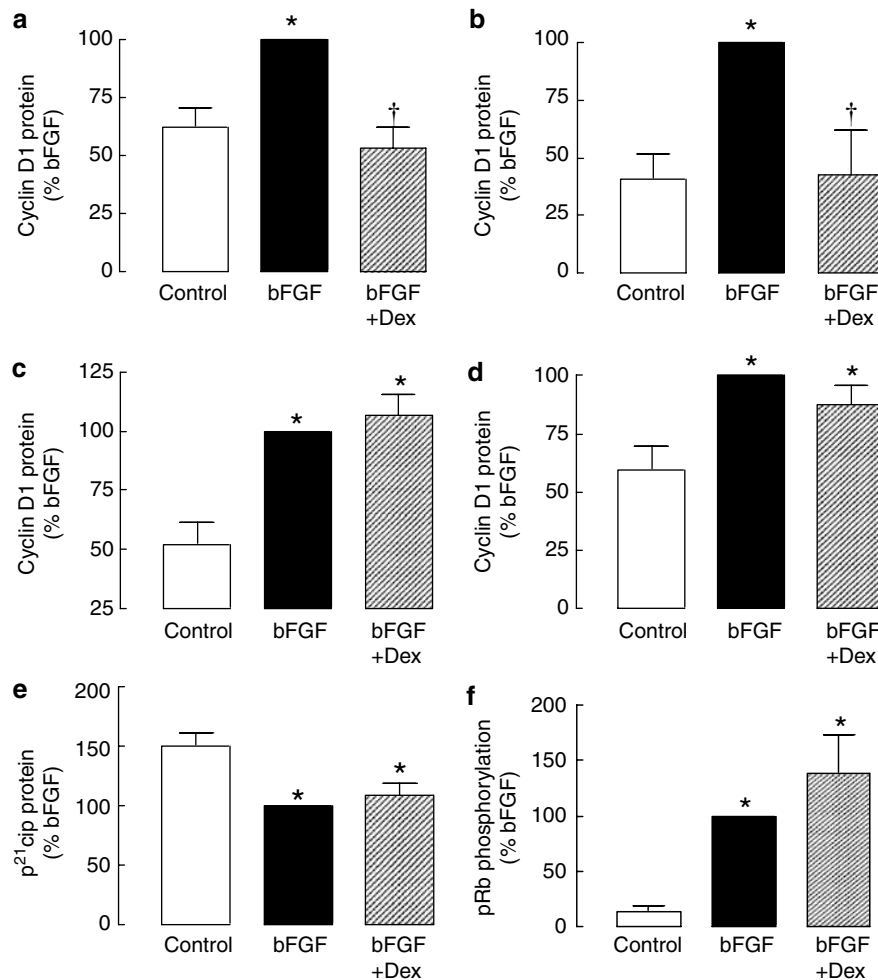 a
*
100
75
50
25
0
Cyclin D1 protein
(% bFGF)
†
Control
bFGF
bFGF
+Dex
b
*
100
75
50
25
0
Cyclin D1 protein
(% bFGF)
†
Control
bFGF
bFGF
+Dex
c
125
100
75
50
25
Cyclin D1 protein
(% bFGF)
*
*
Control
bFGF
bFGF
+Dex
d
100
75
50
25
0
Cyclin D1 protein
(% bFGF)
*
*
Control
bFGF
bFGF
+Dex
e
200
150
100
50
0
p²¹cip protein
(% bFGF)
*
*
Control
bFGF
bFGF
+Dex
f
200
150
100
50
0
pRb phosphorylation
(% bFGF)
*
*
Control
bFGF
bFGF
+Dex